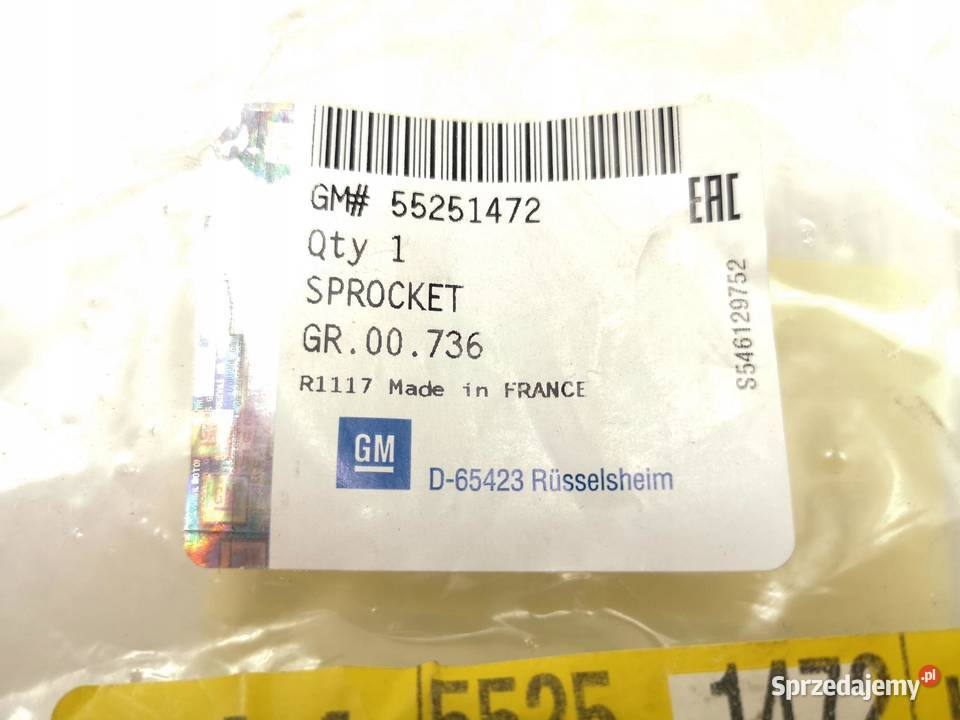 GM# 55251472
EAC
Qty 1
SPROCKET
GR.00.736
R1117 Made in FRANCE
S546129752
GM
D-65423 Rüsselsheim
5525 1472
Sprzedajemy.pl